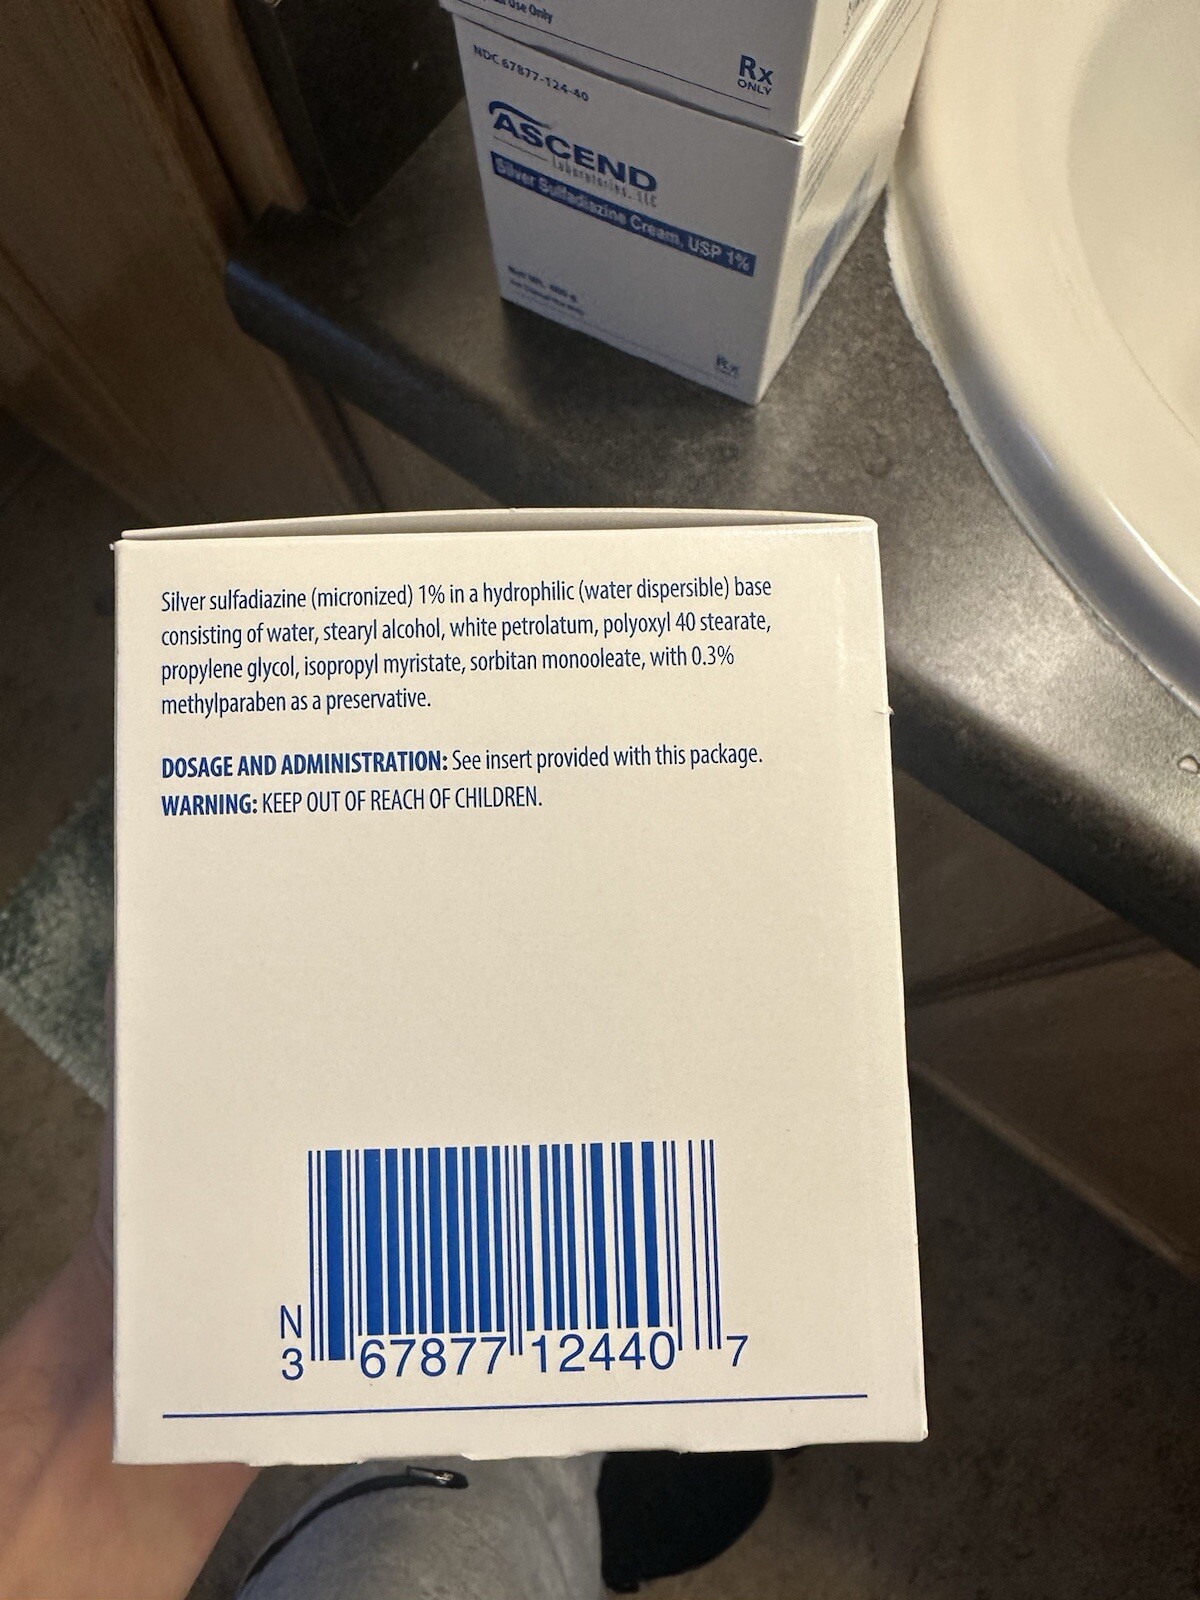 Use Only
Rx
ONLY
NDC 67877-124-40
ASCEND
Laboratories, LLC
Silver Sulfadiazine Cream, USP 1%
Rx
Silver sulfadiazine (micronized) 1% in a hydrophilic (water dispersible) base
consisting of water, stearyl alcohol, white petrolatum, polyoxyl 40 stearate,
propylene glycol, isopropyl myristate, sorbitan monooleate, with 0.3%
methylparaben as a preservative.
DOSAGE AND ADMINISTRATION: See insert provided with this package.
WARNING: KEEP OUT OF REACH OF CHILDREN.
N
3 67877 12440 7